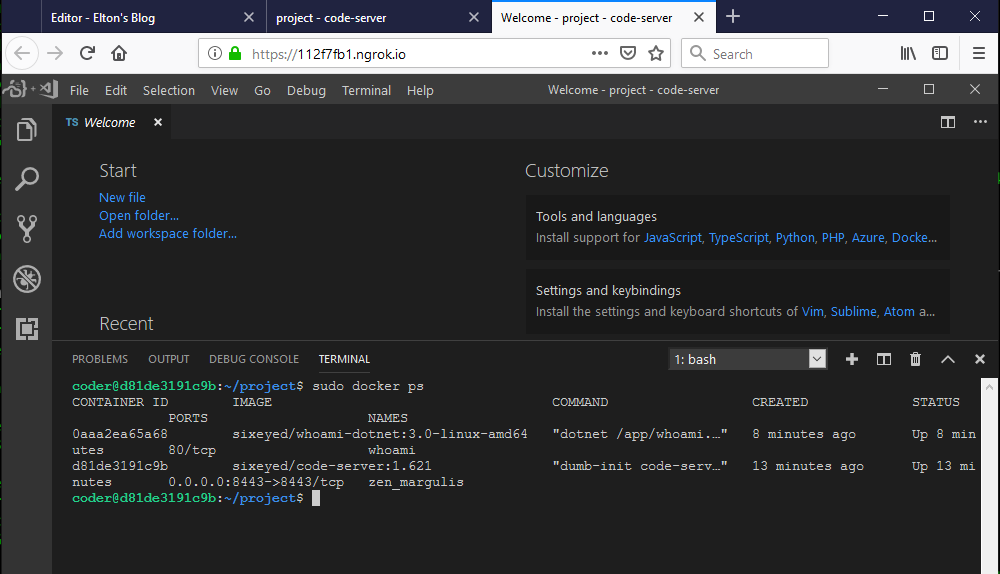 Editor - Elton's Blog
project - code-server
Welcome - project - code-server
https://112f7fb1.ngrok.io
Search
File Edit Selection View Go Debug Terminal Help
Welcome - project - code-server
TS Welcome
Start
New file
Open folder...
Add workspace folder...
Recent
Customize
Tools and languages
Install support for JavaScript, TypeScript, Python, PHP, Azure, Docke...
Settings and keybindings
Install the settings and keyboard shortcuts of Vim, Sublime, Atom a...
PROBLEMS OUTPUT DEBUG CONSOLE TERMINAL
1: bash
coder@d81de3191c9b:~/project$ sudo docker ps
CONTAINER ID        IMAGE                                   COMMAND                  CREATED             STATUS
            PORTS                    NAMES
0aaa2ea65a68        sixeyed/whoami-dotnet:3.0-linux-amd64   "dotnet /app/whoami.…"   8 minutes ago       Up 8 min
utes        80/tcp                   whoami
d81de3191c9b        sixeyed/code-server:1.621               "dumb-init code-serv…"   13 minutes ago      Up 13 mi
nutes       0.0.0.0:8443->8443/tcp   zen_margulis
coder@d81de3191c9b:~/project$